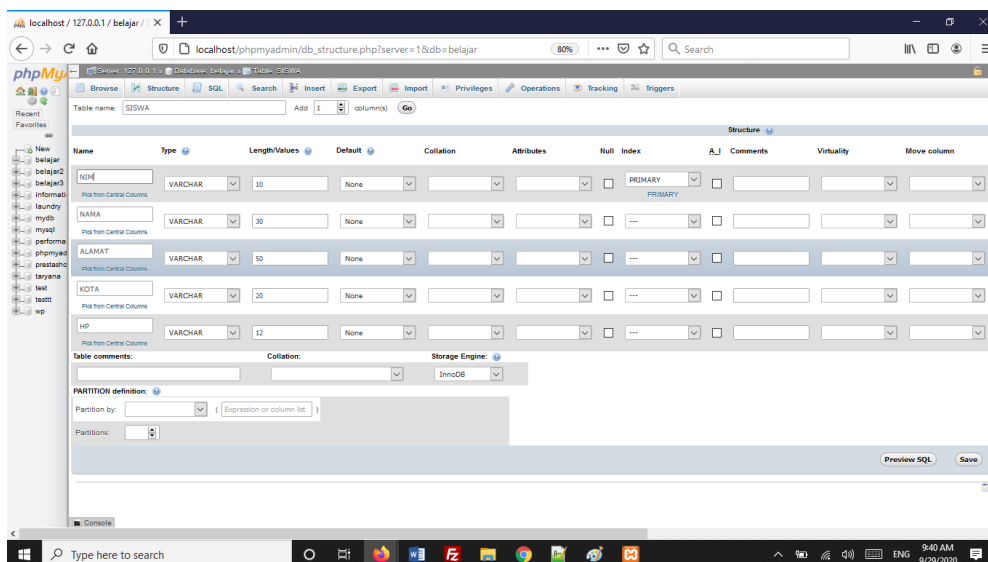 localhost / 127.0.0.1 / belajar / S
localhost/phpmyadmin/db_structure.php?server=1&db=belajar
80%
Search
phpMy
Recent
Favorites
New
belajar
belajar2
belajar3
informati
laundry
mydb
mysql
performa
phpmyad
prestasho
taryana
test
testtt
wp
Server: 127.0.0.1 » Database: belajar » Table: SISWA
Browse Structure SQL Search Insert Export Import Privileges Operations Tracking Triggers
Table name: SISWA Add 1 column(s) Go
Structure
Name Type Length/Values Default Collation Attributes Null Index A_I Comments Virtuality Move column
NIM VARCHAR 10 None PRIMARY
Pick from Central Columns PRIMARY
NAMA VARCHAR 30 None ---
Pick from Central Columns
ALAMAT VARCHAR 50 None ---
Pick from Central Columns
KOTA VARCHAR 20 None ---
Pick from Central Columns
HP VARCHAR 12 None ---
Pick from Central Columns
Table comments: Collation: Storage Engine:
InnoDB
PARTITION definition:
Partition by: ( Expression or column list )
Partitions:
Preview SQL Save
Console
Type here to search
ENG
9:40 AM
9/29/2020